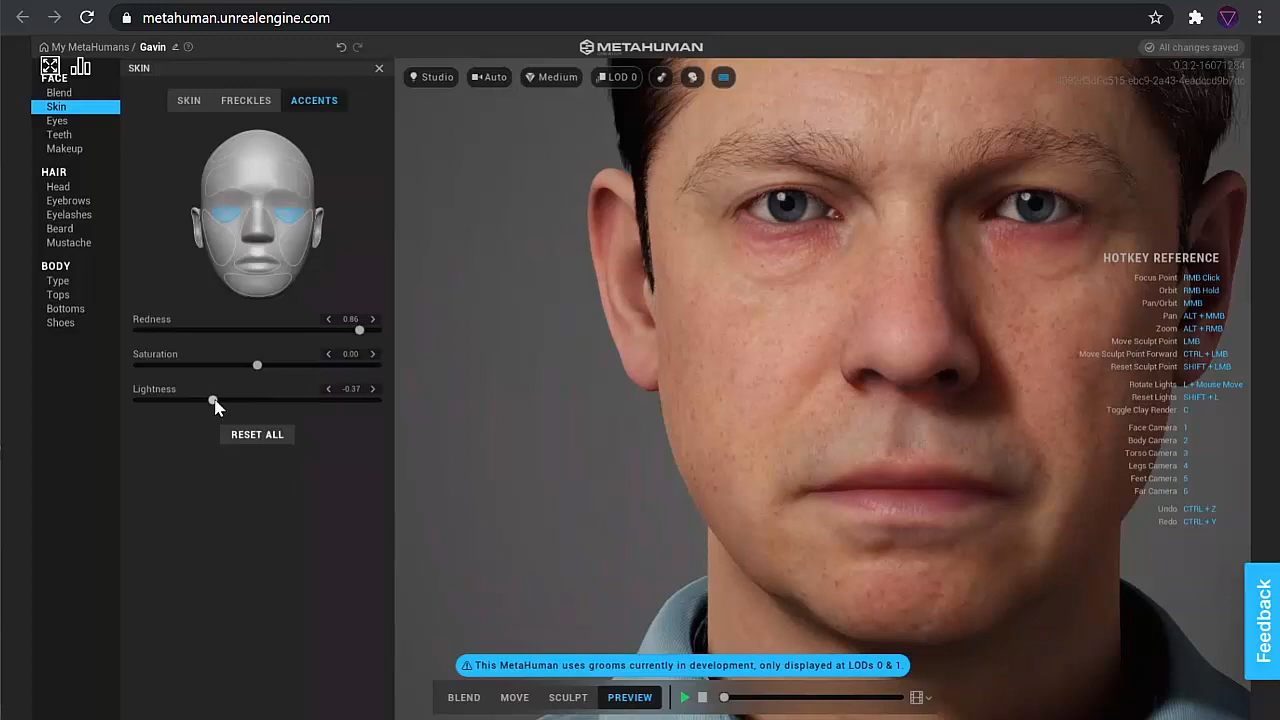 metahuman.unrealengine.com
My MetaHumans / Gavin
METAHUMAN
All changes saved
0.3.2-16071284
FACE
Blend
Skin
Eyes
Teeth
Makeup
HAIR
Head
Eyebrows
Eyelashes
Beard
Mustache
BODY
Type
Tops
Bottoms
Shoes
SKIN
SKIN FRECKLES ACCENTS
Redness 0.86
Saturation 0.00
Lightness -0.37
RESET ALL
Studio Auto Medium LOD 0
HOTKEY REFERENCE
Focus Point RMB Click
Orbit RMB Hold
Pan/Orbit MMB
Pan ALT + MMB
Zoom ALT + RMB
Move Sculpt Point LMB
Move Sculpt Point Forward CTRL + LMB
Reset Sculpt Point SHIFT + LMB
Rotate Lights L + Mouse Move
Reset Lights SHIFT + L
Toggle Clay Render C
Face Camera 1
Body Camera 2
Torso Camera 3
Legs Camera 4
Feet Camera 5
Far Camera 6
Undo CTRL + Z
Redo CTRL + Y
Feedback
This MetaHuman uses grooms currently in development, only displayed at LODs 0 & 1.
BLEND MOVE SCULPT PREVIEW